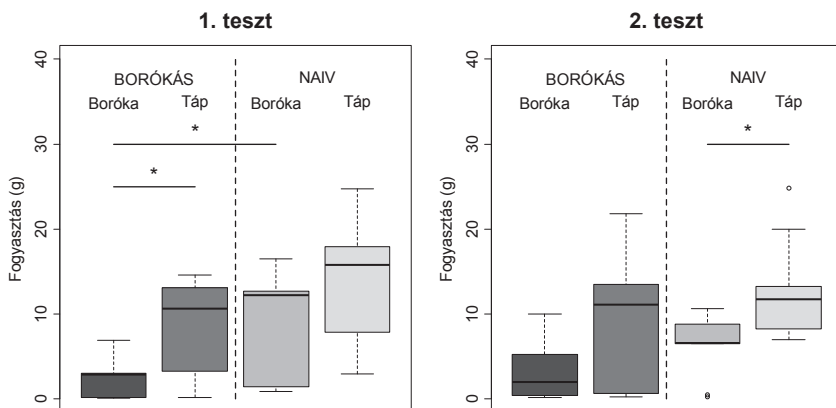 1. teszt
Fogyasztás (g)
0
10
20
30
40
BORÓKÁS
NAIV
Boróka
Táp
Boróka
Táp
*
*
2. teszt
Fogyasztás (g)
0
10
20
30
40
BORÓKÁS
NAIV
Boróka
Táp
Boróka
Táp
*